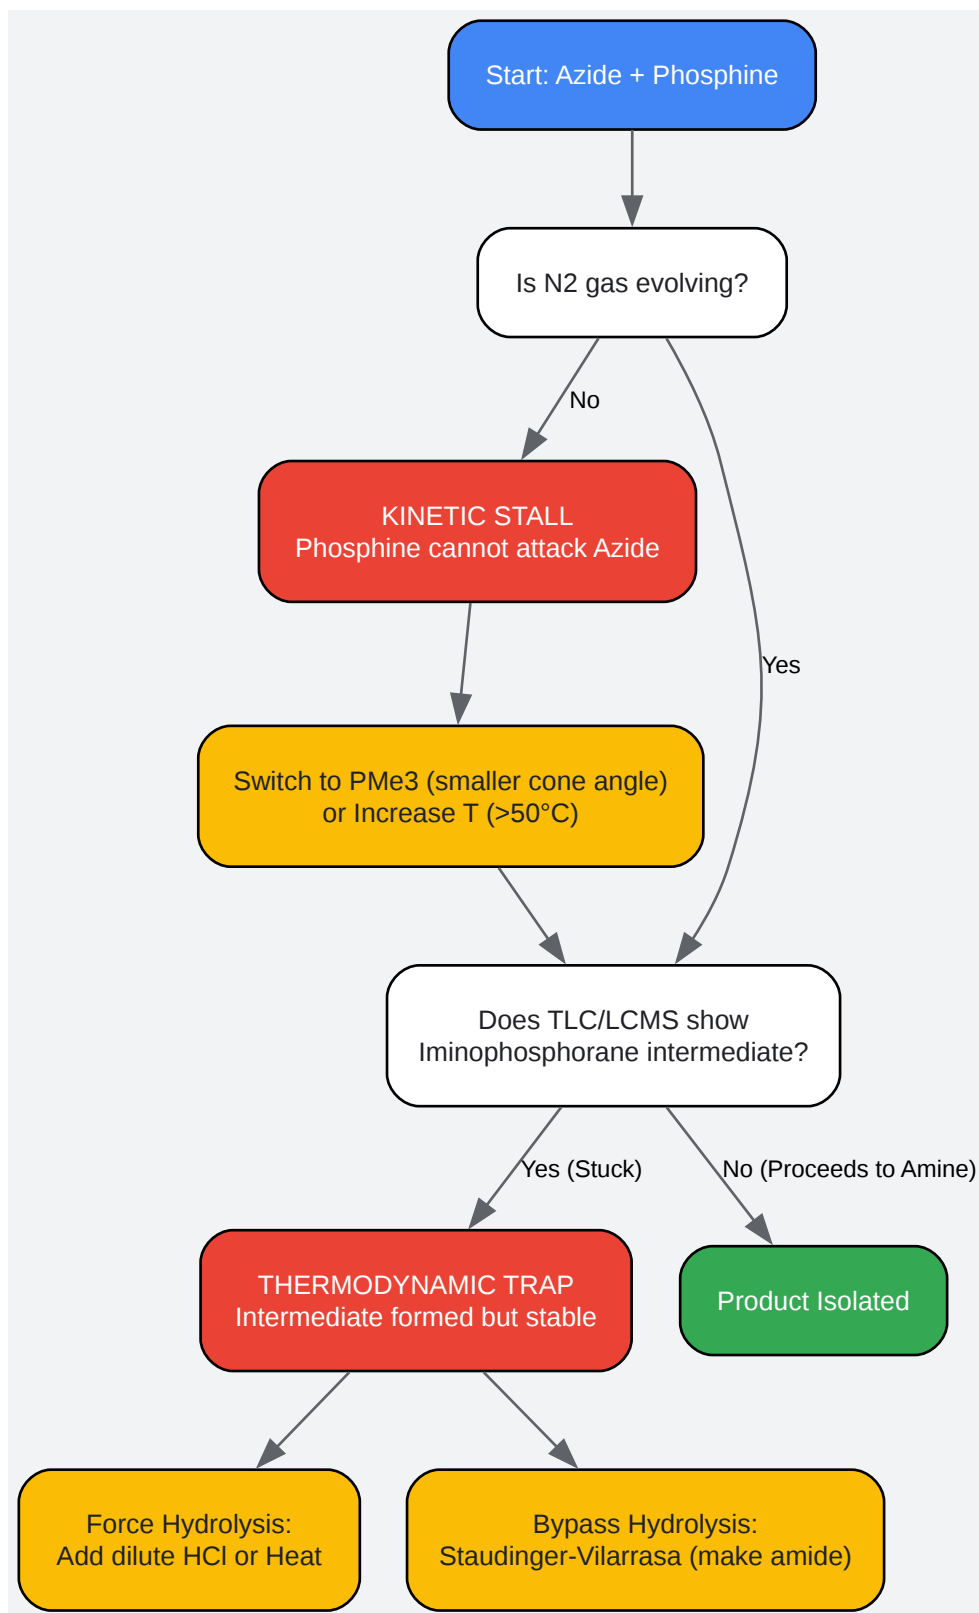 Start: Azide + Phosphine
Is N2 gas evolving?
No
KINETIC STALL
Phosphine cannot attack Azide
Yes
Switch to PMe3 (smaller cone angle)
or Increase T (>50°C)
Does TLC/LCMS show
Iminophosphorane intermediate?
Yes (Stuck)
No (Proceeds to Amine)
THERMODYNAMIC TRAP
Intermediate formed but stable
Product Isolated
Force Hydrolysis:
Add dilute HCl or Heat
Bypass Hydrolysis:
Staudinger-Vilarrasa (make amide)